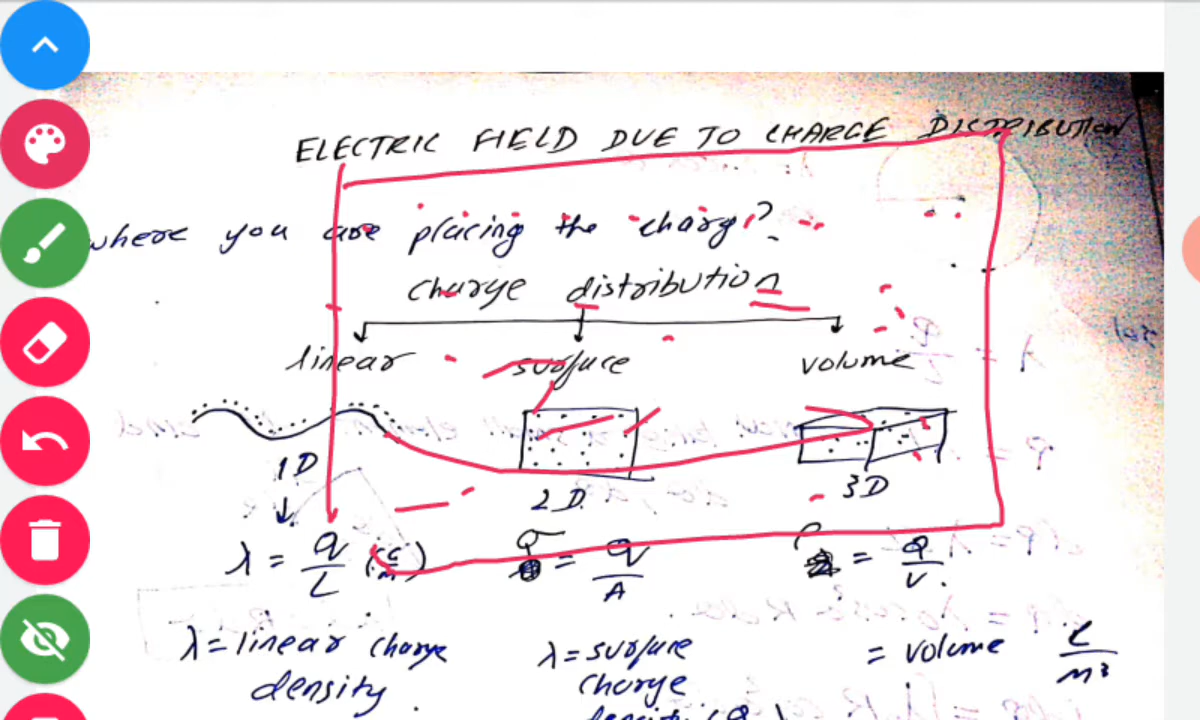 ELECTRIC FIELD DUE TO CHARGE DISTRIBUTION
where you are placing the charge?
charge distribution
linear surface volume
1D 2D. 3D
λ = q/L (C/m) σ = q/A = Q/V.
λ = linear charge density.
λ = surface charge
= volume C/m³